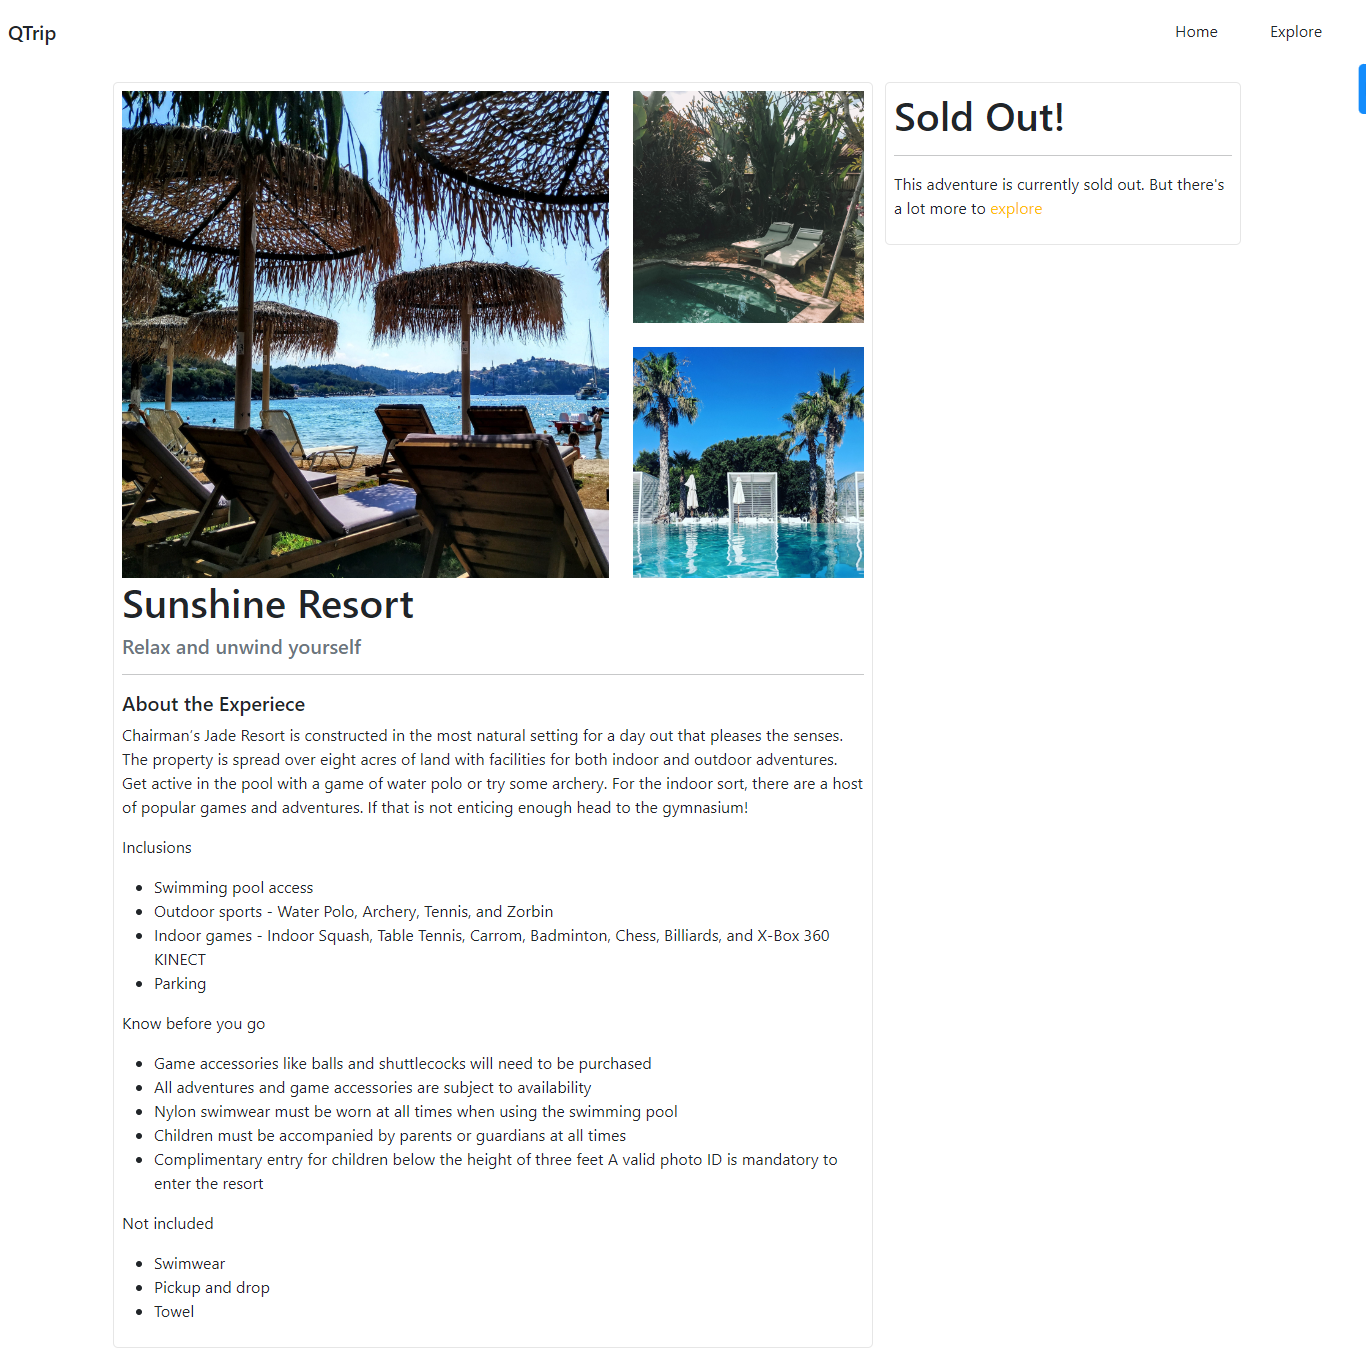 QTrip
Home
Explore
Sold Out!
This adventure is currently sold out. But there's
a lot more to explore
Sunshine Resort
Relax and unwind yourself
About the Experiece
Chairman’s Jade Resort is constructed in the most natural setting for a day out that pleases the senses.
The property is spread over eight acres of land with facilities for both indoor and outdoor adventures.
Get active in the pool with a game of water polo or try some archery. For the indoor sort, there are a host
of popular games and adventures. If that is not enticing enough head to the gymnasium!
Inclusions
Swimming pool access
Outdoor sports - Water Polo, Archery, Tennis, and Zorbin
Indoor games - Indoor Squash, Table Tennis, Carrom, Badminton, Chess, Billiards, and X-Box 360
KINECT
Parking
Know before you go
Game accessories like balls and shuttlecocks will need to be purchased
All adventures and game accessories are subject to availability
Nylon swimwear must be worn at all times when using the swimming pool
Children must be accompanied by parents or guardians at all times
Complimentary entry for children below the height of three feet A valid photo ID is mandatory to
enter the resort
Not included
Swimwear
Pickup and drop
Towel